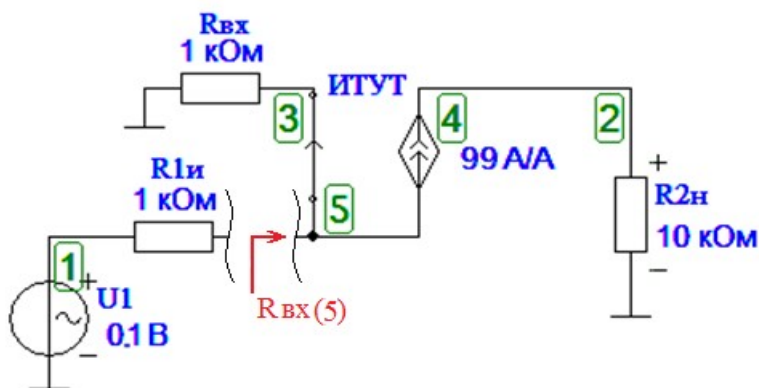 Rвх
1 кОм
ИТУТ
3
4
2
99 А/А
R1и
1 кОм
5
R2н
10 кОм
1
U1
0.1 В
Rвх(5)
+
−
+
−